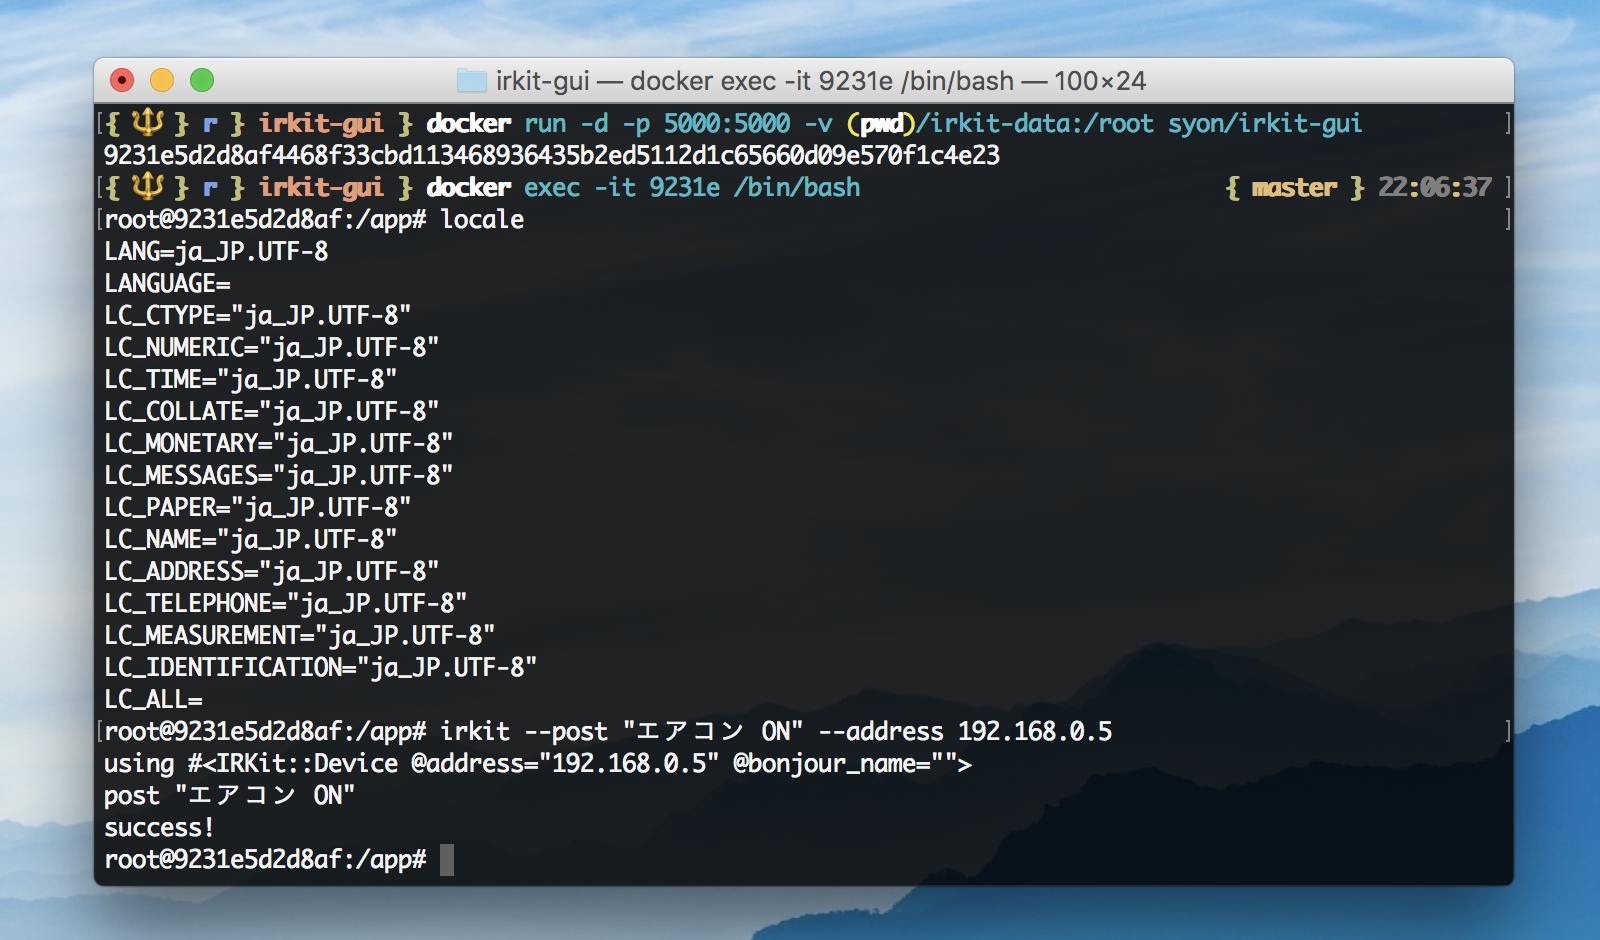 irkit-gui — docker exec -it 9231e /bin/bash — 100×24
[{ 🔱 } r } irkit-gui } docker run -d -p 5000:5000 -v (pwd)/irkit-data:/root syon/irkit-gui ]
9231e5d2d8af4468f33cbd113468936435b2ed5112d1c65660d09e570f1c4e23
[{ 🔱 } r } irkit-gui } docker exec -it 9231e /bin/bash { master } 22:06:37 ]
[root@9231e5d2d8af:/app# locale ]
LANG=ja_JP.UTF-8
LANGUAGE=
LC_CTYPE="ja_JP.UTF-8"
LC_NUMERIC="ja_JP.UTF-8"
LC_TIME="ja_JP.UTF-8"
LC_COLLATE="ja_JP.UTF-8"
LC_MONETARY="ja_JP.UTF-8"
LC_MESSAGES="ja_JP.UTF-8"
LC_PAPER="ja_JP.UTF-8"
LC_NAME="ja_JP.UTF-8"
LC_ADDRESS="ja_JP.UTF-8"
LC_TELEPHONE="ja_JP.UTF-8"
LC_MEASUREMENT="ja_JP.UTF-8"
LC_IDENTIFICATION="ja_JP.UTF-8"
LC_ALL=
[root@9231e5d2d8af:/app# irkit --post "エアコン ON" --address 192.168.0.5 ]
using #<IRKit::Device @address="192.168.0.5" @bonjour_name="">
post "エアコン ON"
success!
root@9231e5d2d8af:/app#